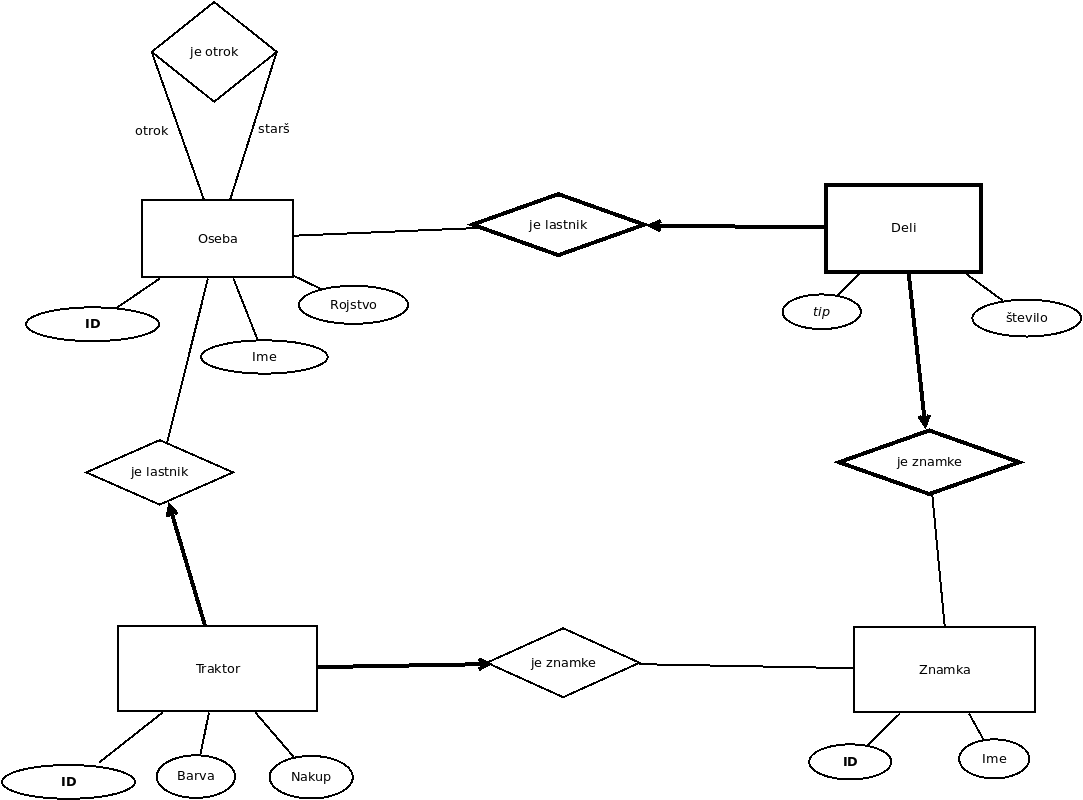 je otrok
otrok
starš
Oseba
je lastnik
Deli
ID
Ime
Rojstvo
tip
število
je lastnik
je znamke
Traktor
je znamke
Znamka
ID
Barva
Nakup
ID
Ime